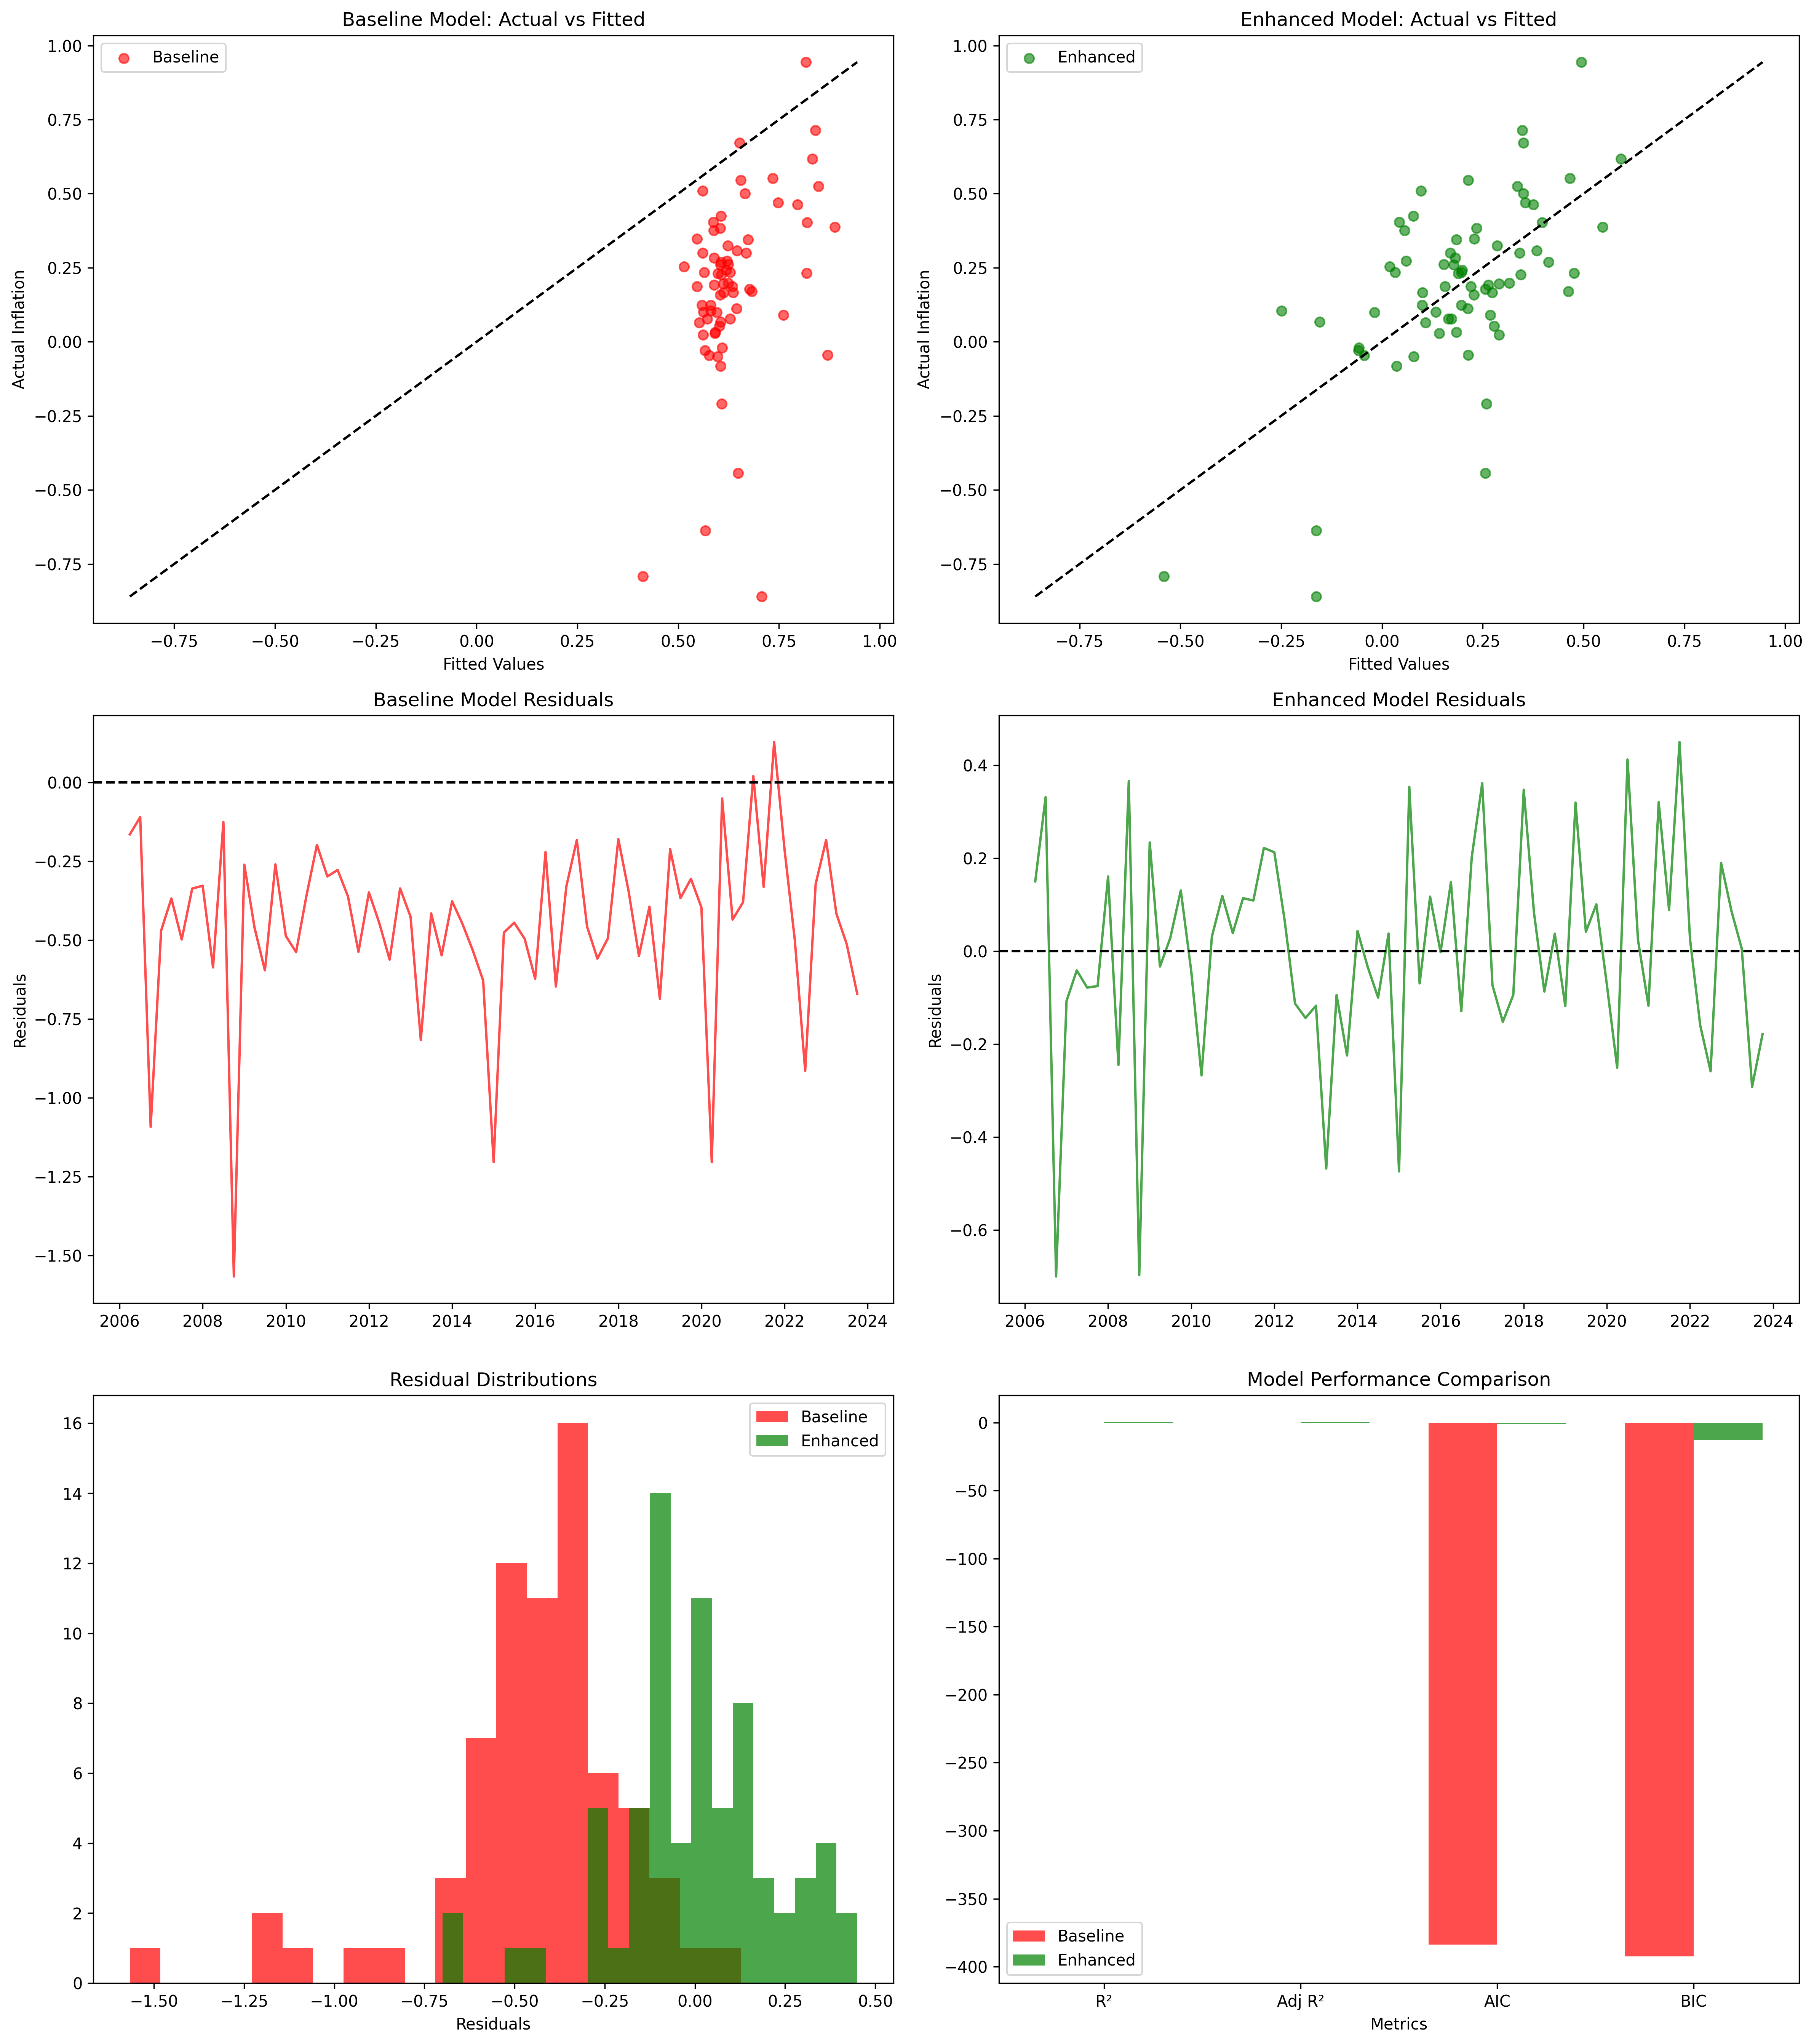 Baseline Model: Actual vs Fitted
Baseline
1.00
0.75
0.50
0.25
0.00
−0.25
−0.50
−0.75
Actual Inflation
−0.75 −0.50 −0.25 0.00 0.25 0.50 0.75 1.00
Fitted Values
Enhanced Model: Actual vs Fitted
Enhanced
1.00
0.75
0.50
0.25
0.00
−0.25
−0.50
−0.75
Actual Inflation
−0.75 −0.50 −0.25 0.00 0.25 0.50 0.75 1.00
Fitted Values
Baseline Model Residuals
0.00
−0.25
−0.50
−0.75
−1.00
−1.25
−1.50
Residuals
2006 2008 2010 2012 2014 2016 2018 2020 2022 2024
Enhanced Model Residuals
0.4
0.2
0.0
−0.2
−0.4
−0.6
Residuals
2006 2008 2010 2012 2014 2016 2018 2020 2022 2024
Residual Distributions
Baseline
Enhanced
16
14
12
10
8
6
4
2
0
−1.50 −1.25 −1.00 −0.75 −0.50 −0.25 0.00 0.25 0.50
Residuals
Model Performance Comparison
0
−50
−100
−150
−200
−250
−300
−350
−400
Baseline
Enhanced
R² Adj R² AIC BIC
Metrics